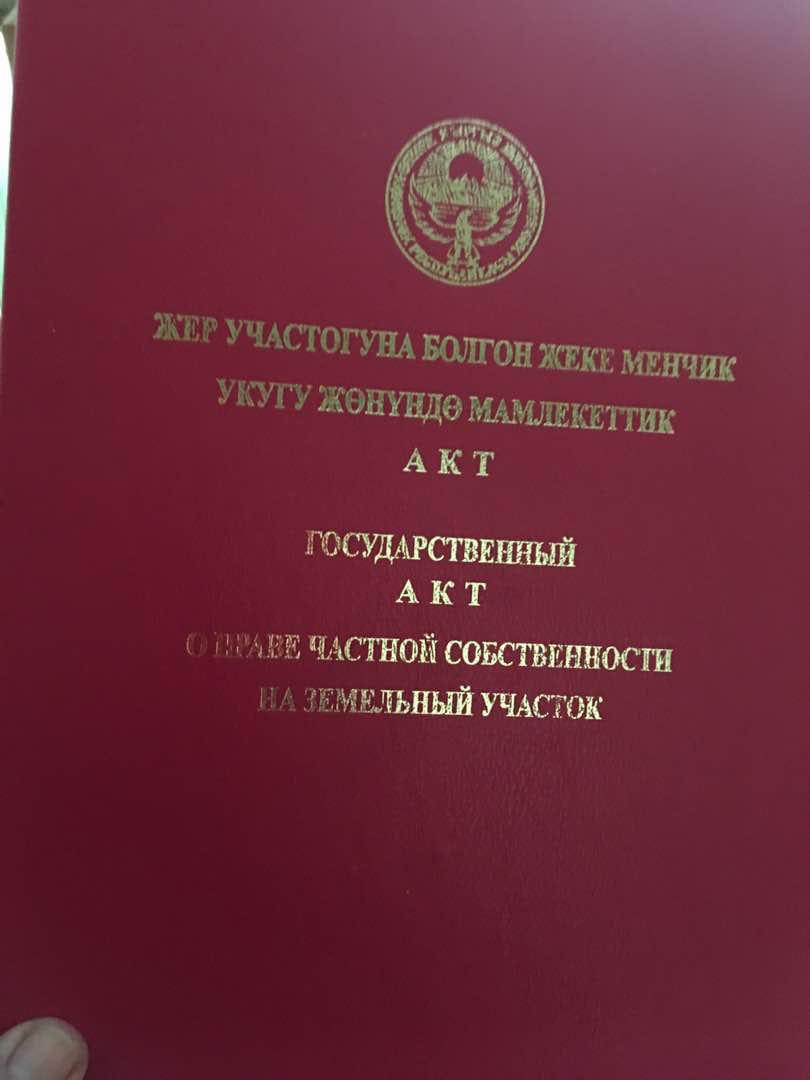 ЖЕР УЧАСТОГУНА БОЛГОН ЖЕКЕ МЕНЧИК
УКУГУ ЖӨНҮНДӨ МАМЛЕКЕТТИК
АКТ
ГОСУДАРСТВЕННЫЙ
АКТ
О ПРАВЕ ЧАСТНОЙ СОБСТВЕННОСТИ
НА ЗЕМЕЛЬНЫЙ УЧАСТОК